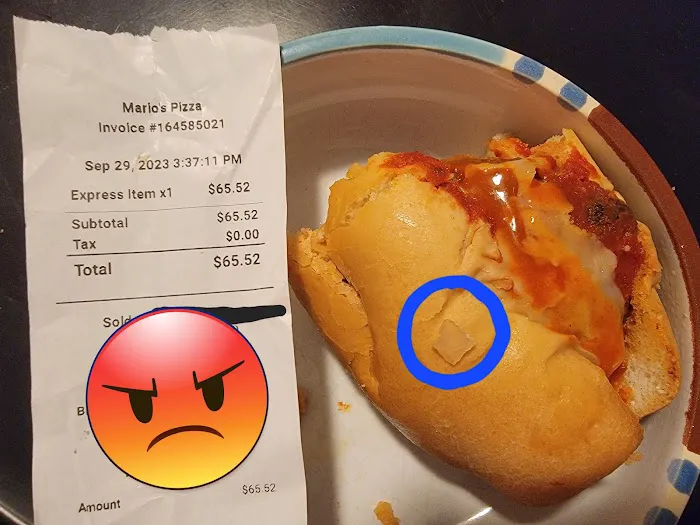 Mario's Pizza
Invoice #164585021
Sep 29, 2023 3:37:11 PM
Express Item x1 $65.52
Subtotal $65.52
Tax $0.00
Total $65.52
$65.52
Amount